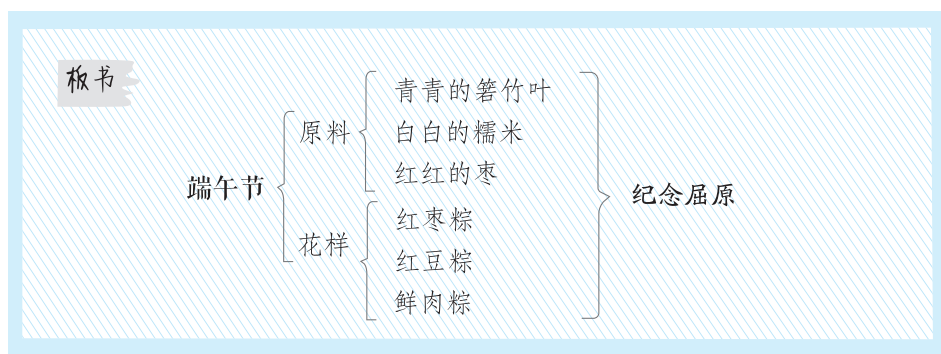 板书
端午节
原料
青青的箬竹叶
白白的糯米
红红的枣
花样
红枣粽
红豆粽
鲜肉粽
纪念屈原